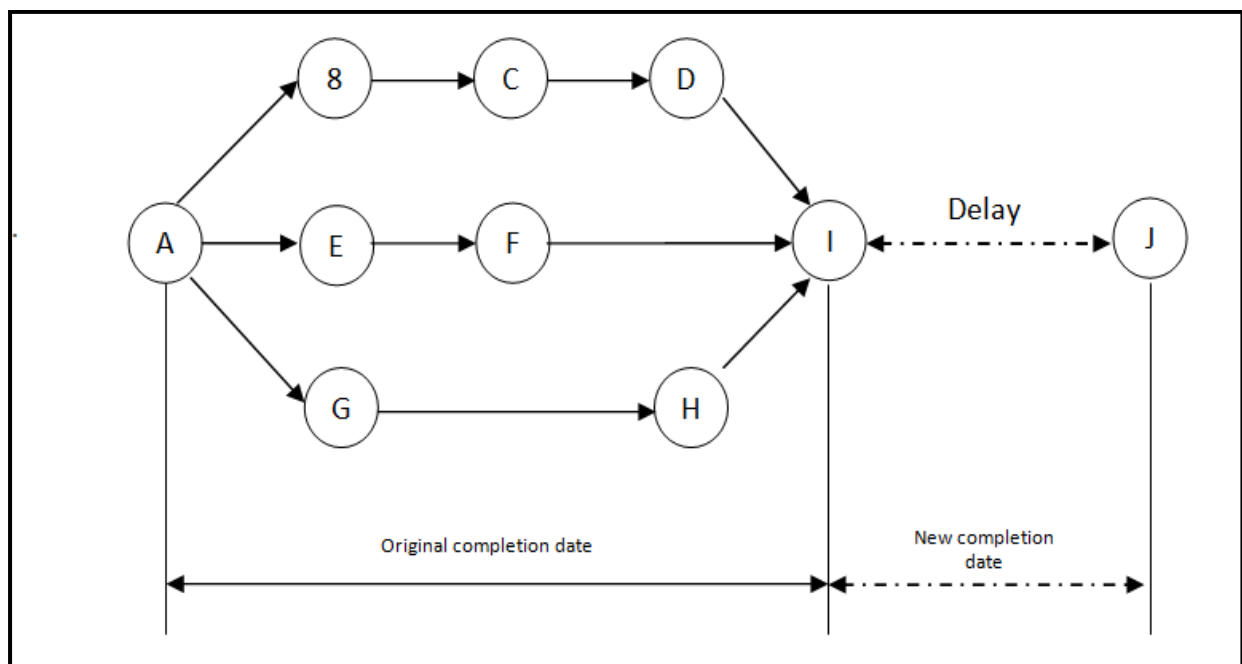 8
C
D
A
E
F
I
Delay
J
G
H
Original completion date
New completion
date